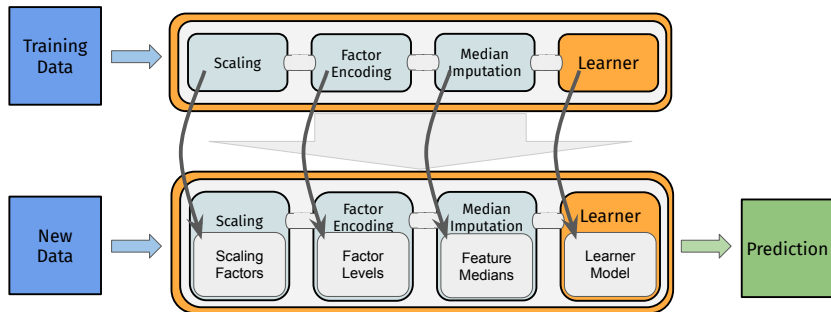 Training
Data
Scaling
Factor
Encoding
Median
Imputation
Learner
New
Data
Scaling
Scaling
Factors
Factor
Encoding
Factor
Levels
Median
Imputation
Feature
Medians
Learner
Learner
Model
Prediction